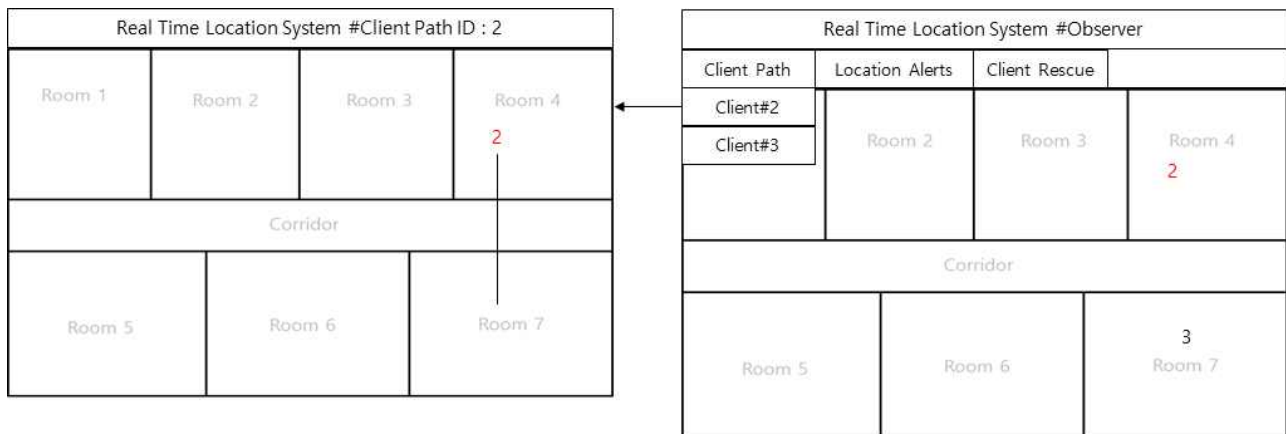 Real Time Location System #Client Path ID : 2
Room 1
Room 2
Room 3
Room 4
2
Corridor
Room 5
Room 6
Room 7
Real Time Location System #Observer
Client Path
Location Alerts
Client Rescue
Client#2
Client#3
Room 2
Room 3
Room 4
2
Corridor
3
Room 5
Room 6
Room 7